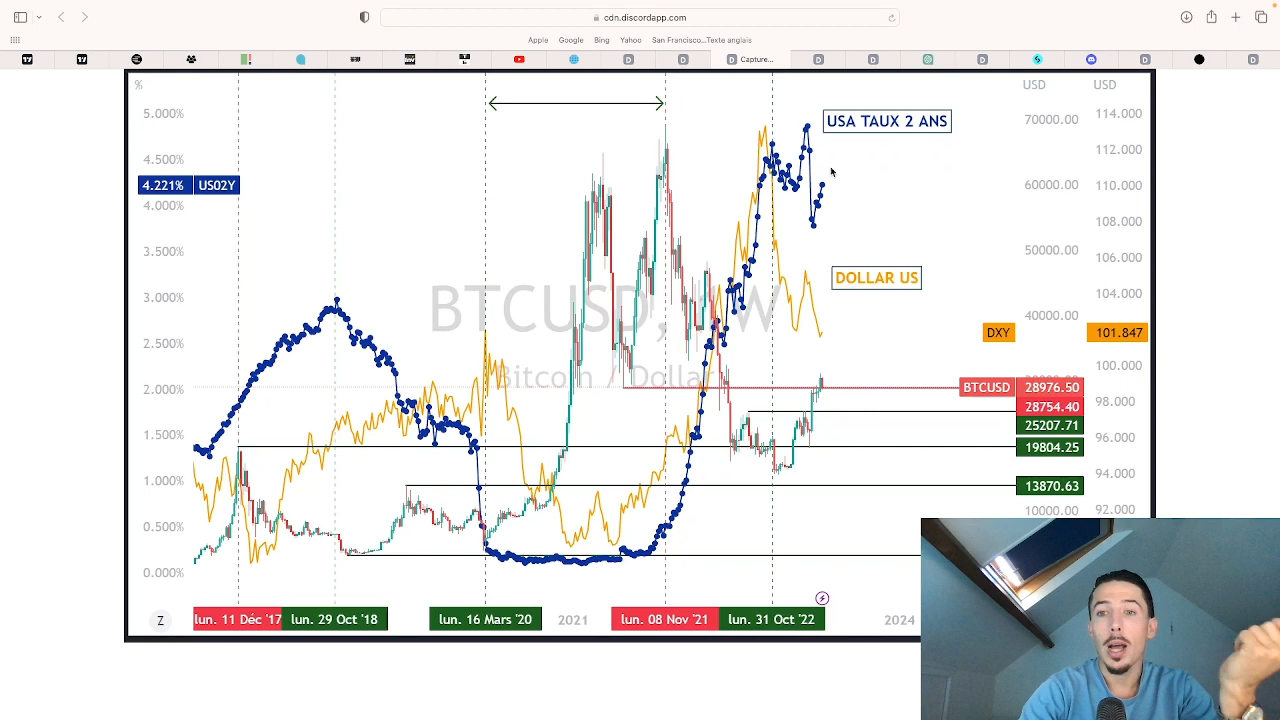 cdn.discordapp.com
Apple Google Bing Yahoo San Francisco...Texte anglais
Capture...
% USD USD
5.000% 70000.00 114.000
USA TAUX 2 ANS
4.500% 112.000
4.221% US02Y 60000.00 110.000
4.000% 108.000
3.500% 50000.00 106.000
DOLLAR US
3.000% 40000.00 104.000
BTCUSD, 1W
2.500% DXY 101.847
100.000
Bitcoin / Dollar
2.000% BTCUSD 28976.50
28754.40 98.000
25207.71
1.500% 19804.25 96.000
1.000% 13870.63 94.000
0.500% 10000.00 92.000
0.000%
Z lun. 11 Déc '17 lun. 29 Oct '18 lun. 16 Mars '20 2021 lun. 08 Nov '21 lun. 31 Oct '22 2024